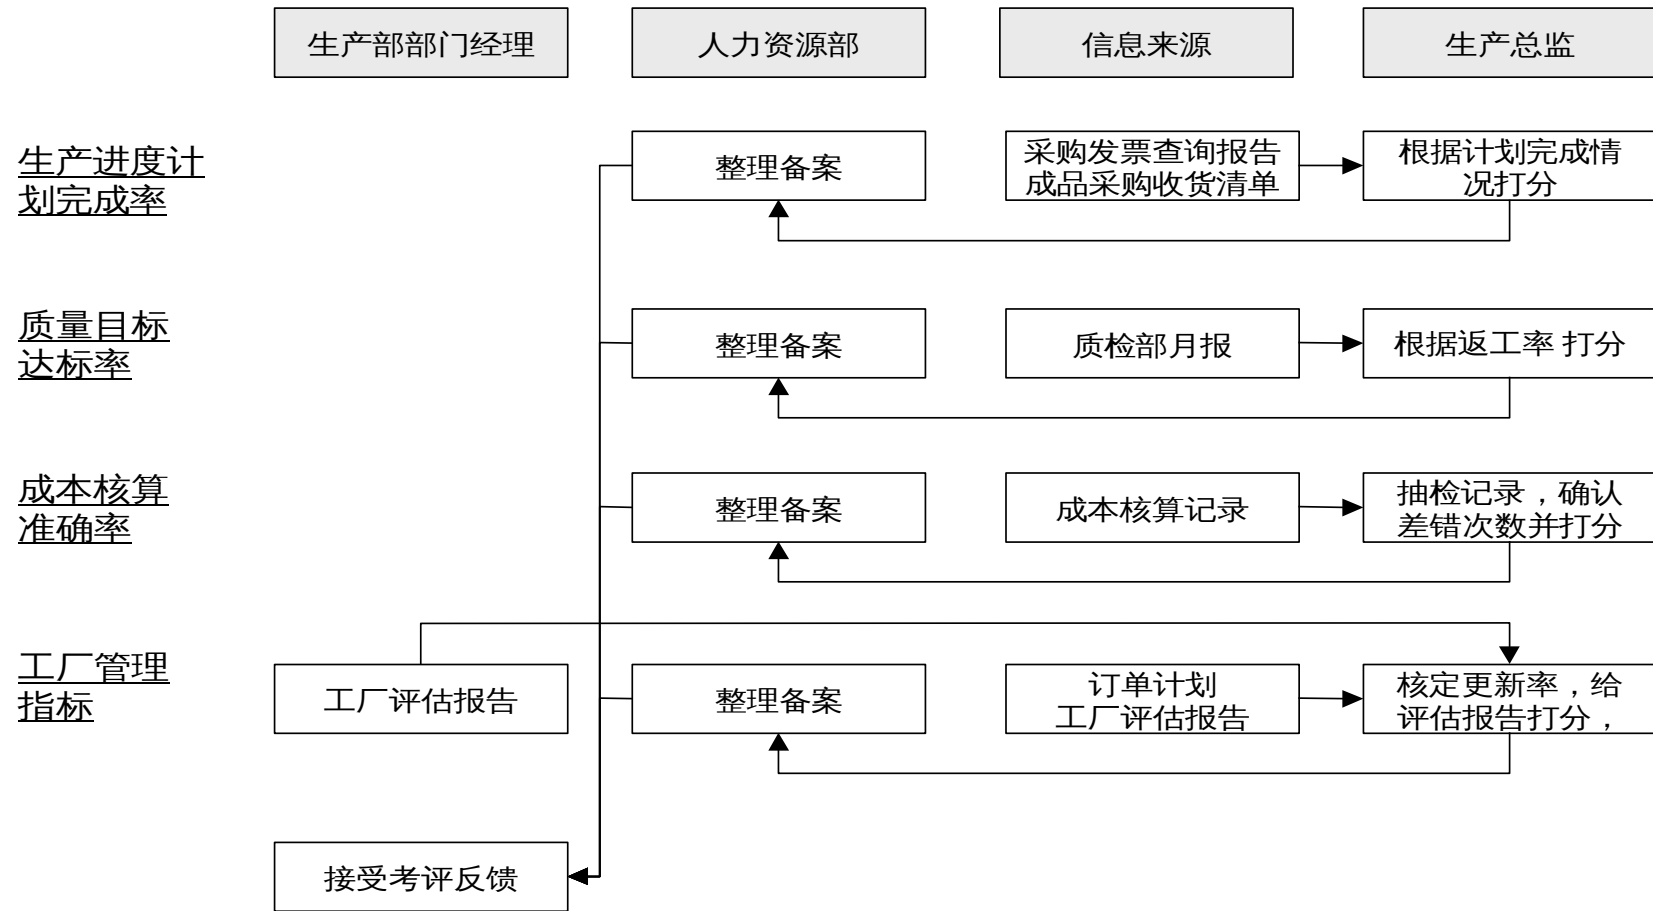 生产部部门经理
人力资源部
信息来源
生产总监
生产进度计
划完成率
整理备案
采购发票查询报告
成品采购收货清单
根据计划完成情
况打分
质量目标
达标率
整理备案
质检部月报
根据返工率 打分
成本核算
准确率
整理备案
成本核算记录
抽检记录，确认
差错次数并打分
工厂管理
指标
工厂评估报告
整理备案
订单计划
工厂评估报告
核定更新率，给
评估报告打分，
接受考评反馈